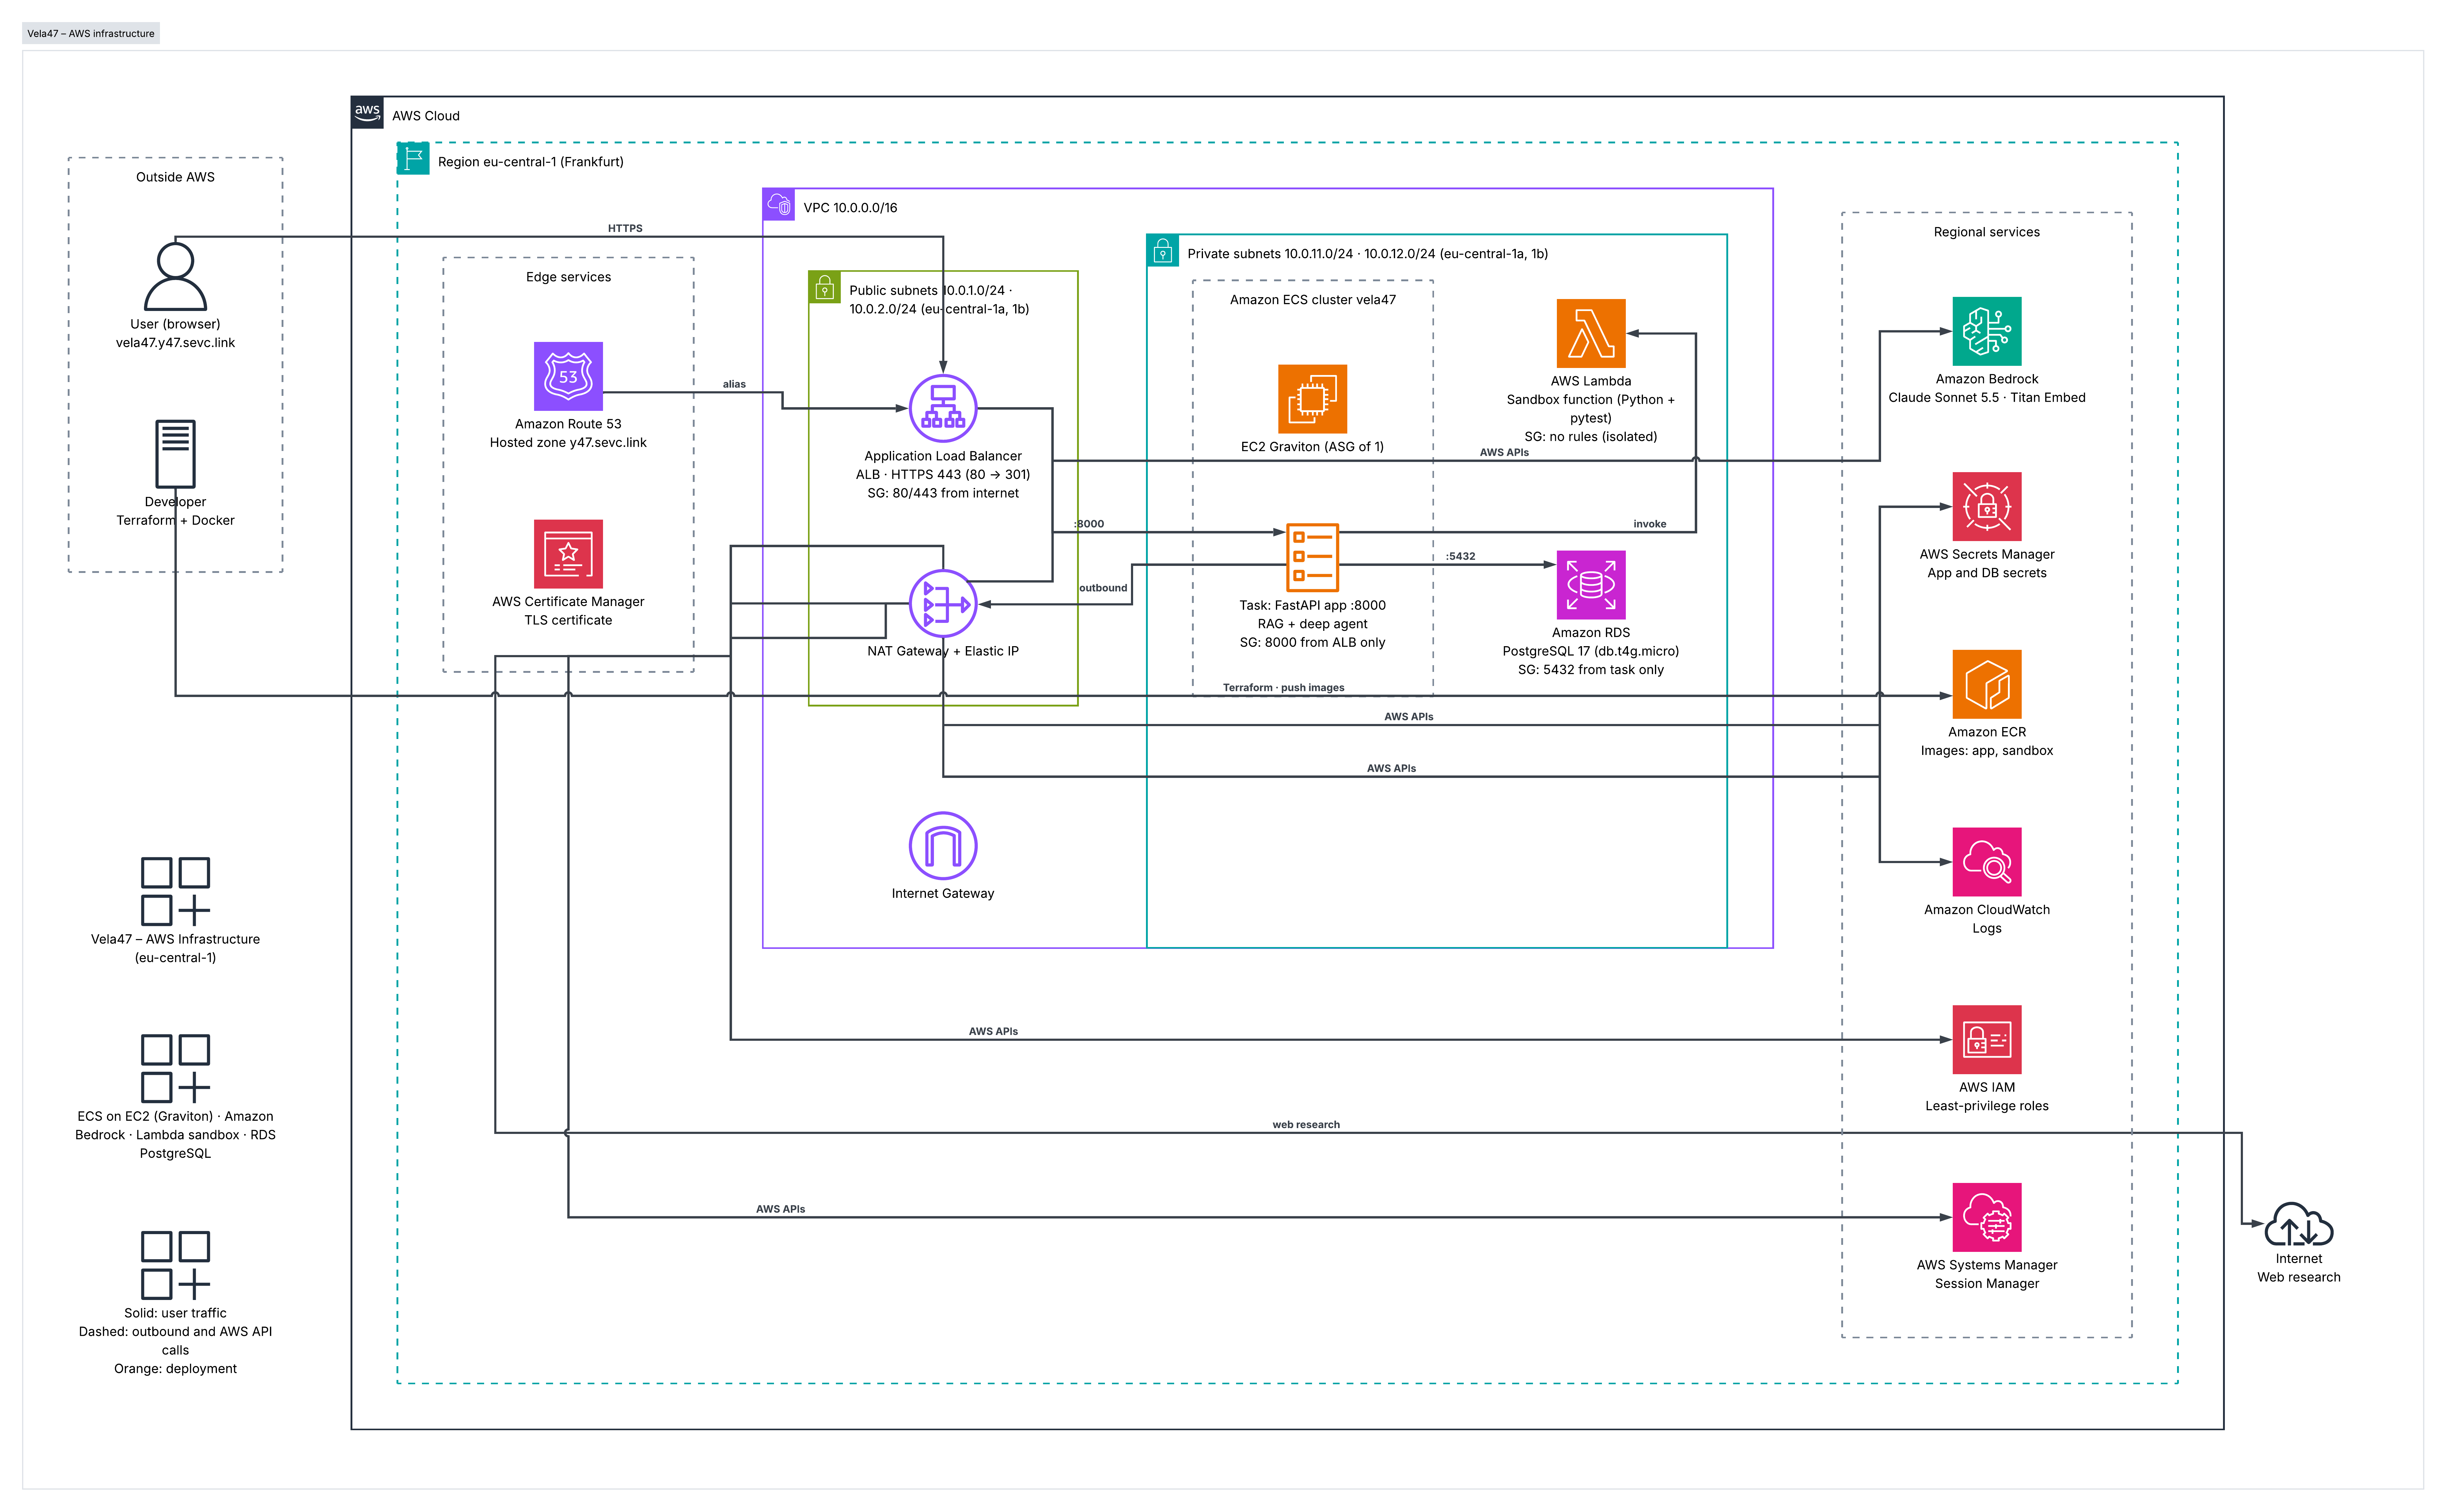 Vela47 – AWS infrastructure
aws
AWS Cloud
Region eu-central-1 (Frankfurt)
Outside AWS
VPC 10.0.0.0/16
HTTPS
Regional services
Private subnets 10.0.11.0/24 · 10.0.12.0/24 (eu-central-1a, 1b)
Edge services
Public subnets 10.0.1.0/24 ·
10.0.2.0/24 (eu-central-1a, 1b)
Amazon ECS cluster vela47
User (browser)
vela47.y47.sevc.link
53
alias
AWS Lambda
Sandbox function (Python +
pytest)
SG: no rules (isolated)
Amazon Bedrock
Claude Sonnet 5.5 · Titan Embed
Amazon Route 53
Hosted zone y47.sevc.link
EC2 Graviton (ASG of 1)
AWS APIs
Application Load Balancer
ALB · HTTPS 443 (80 → 301)
SG: 80/443 from internet
Developer
Terraform + Docker
:8000
invoke
AWS Secrets Manager
App and DB secrets
:5432
outbound
AWS Certificate Manager
TLS certificate
Task: FastAPI app :8000
RAG + deep agent
SG: 8000 from ALB only
Amazon RDS
PostgreSQL 17 (db.t4g.micro)
SG: 5432 from task only
NAT Gateway + Elastic IP
Terraform · push images
AWS APIs
Amazon ECR
Images: app, sandbox
AWS APIs
Internet Gateway
Amazon CloudWatch
Logs
Vela47 – AWS Infrastructure
(eu-central-1)
AWS APIs
AWS IAM
Least-privilege roles
ECS on EC2 (Graviton) · Amazon
Bedrock · Lambda sandbox · RDS
PostgreSQL
web research
AWS APIs
AWS Systems Manager
Session Manager
Internet
Web research
Solid: user traffic
Dashed: outbound and AWS API
calls
Orange: deployment